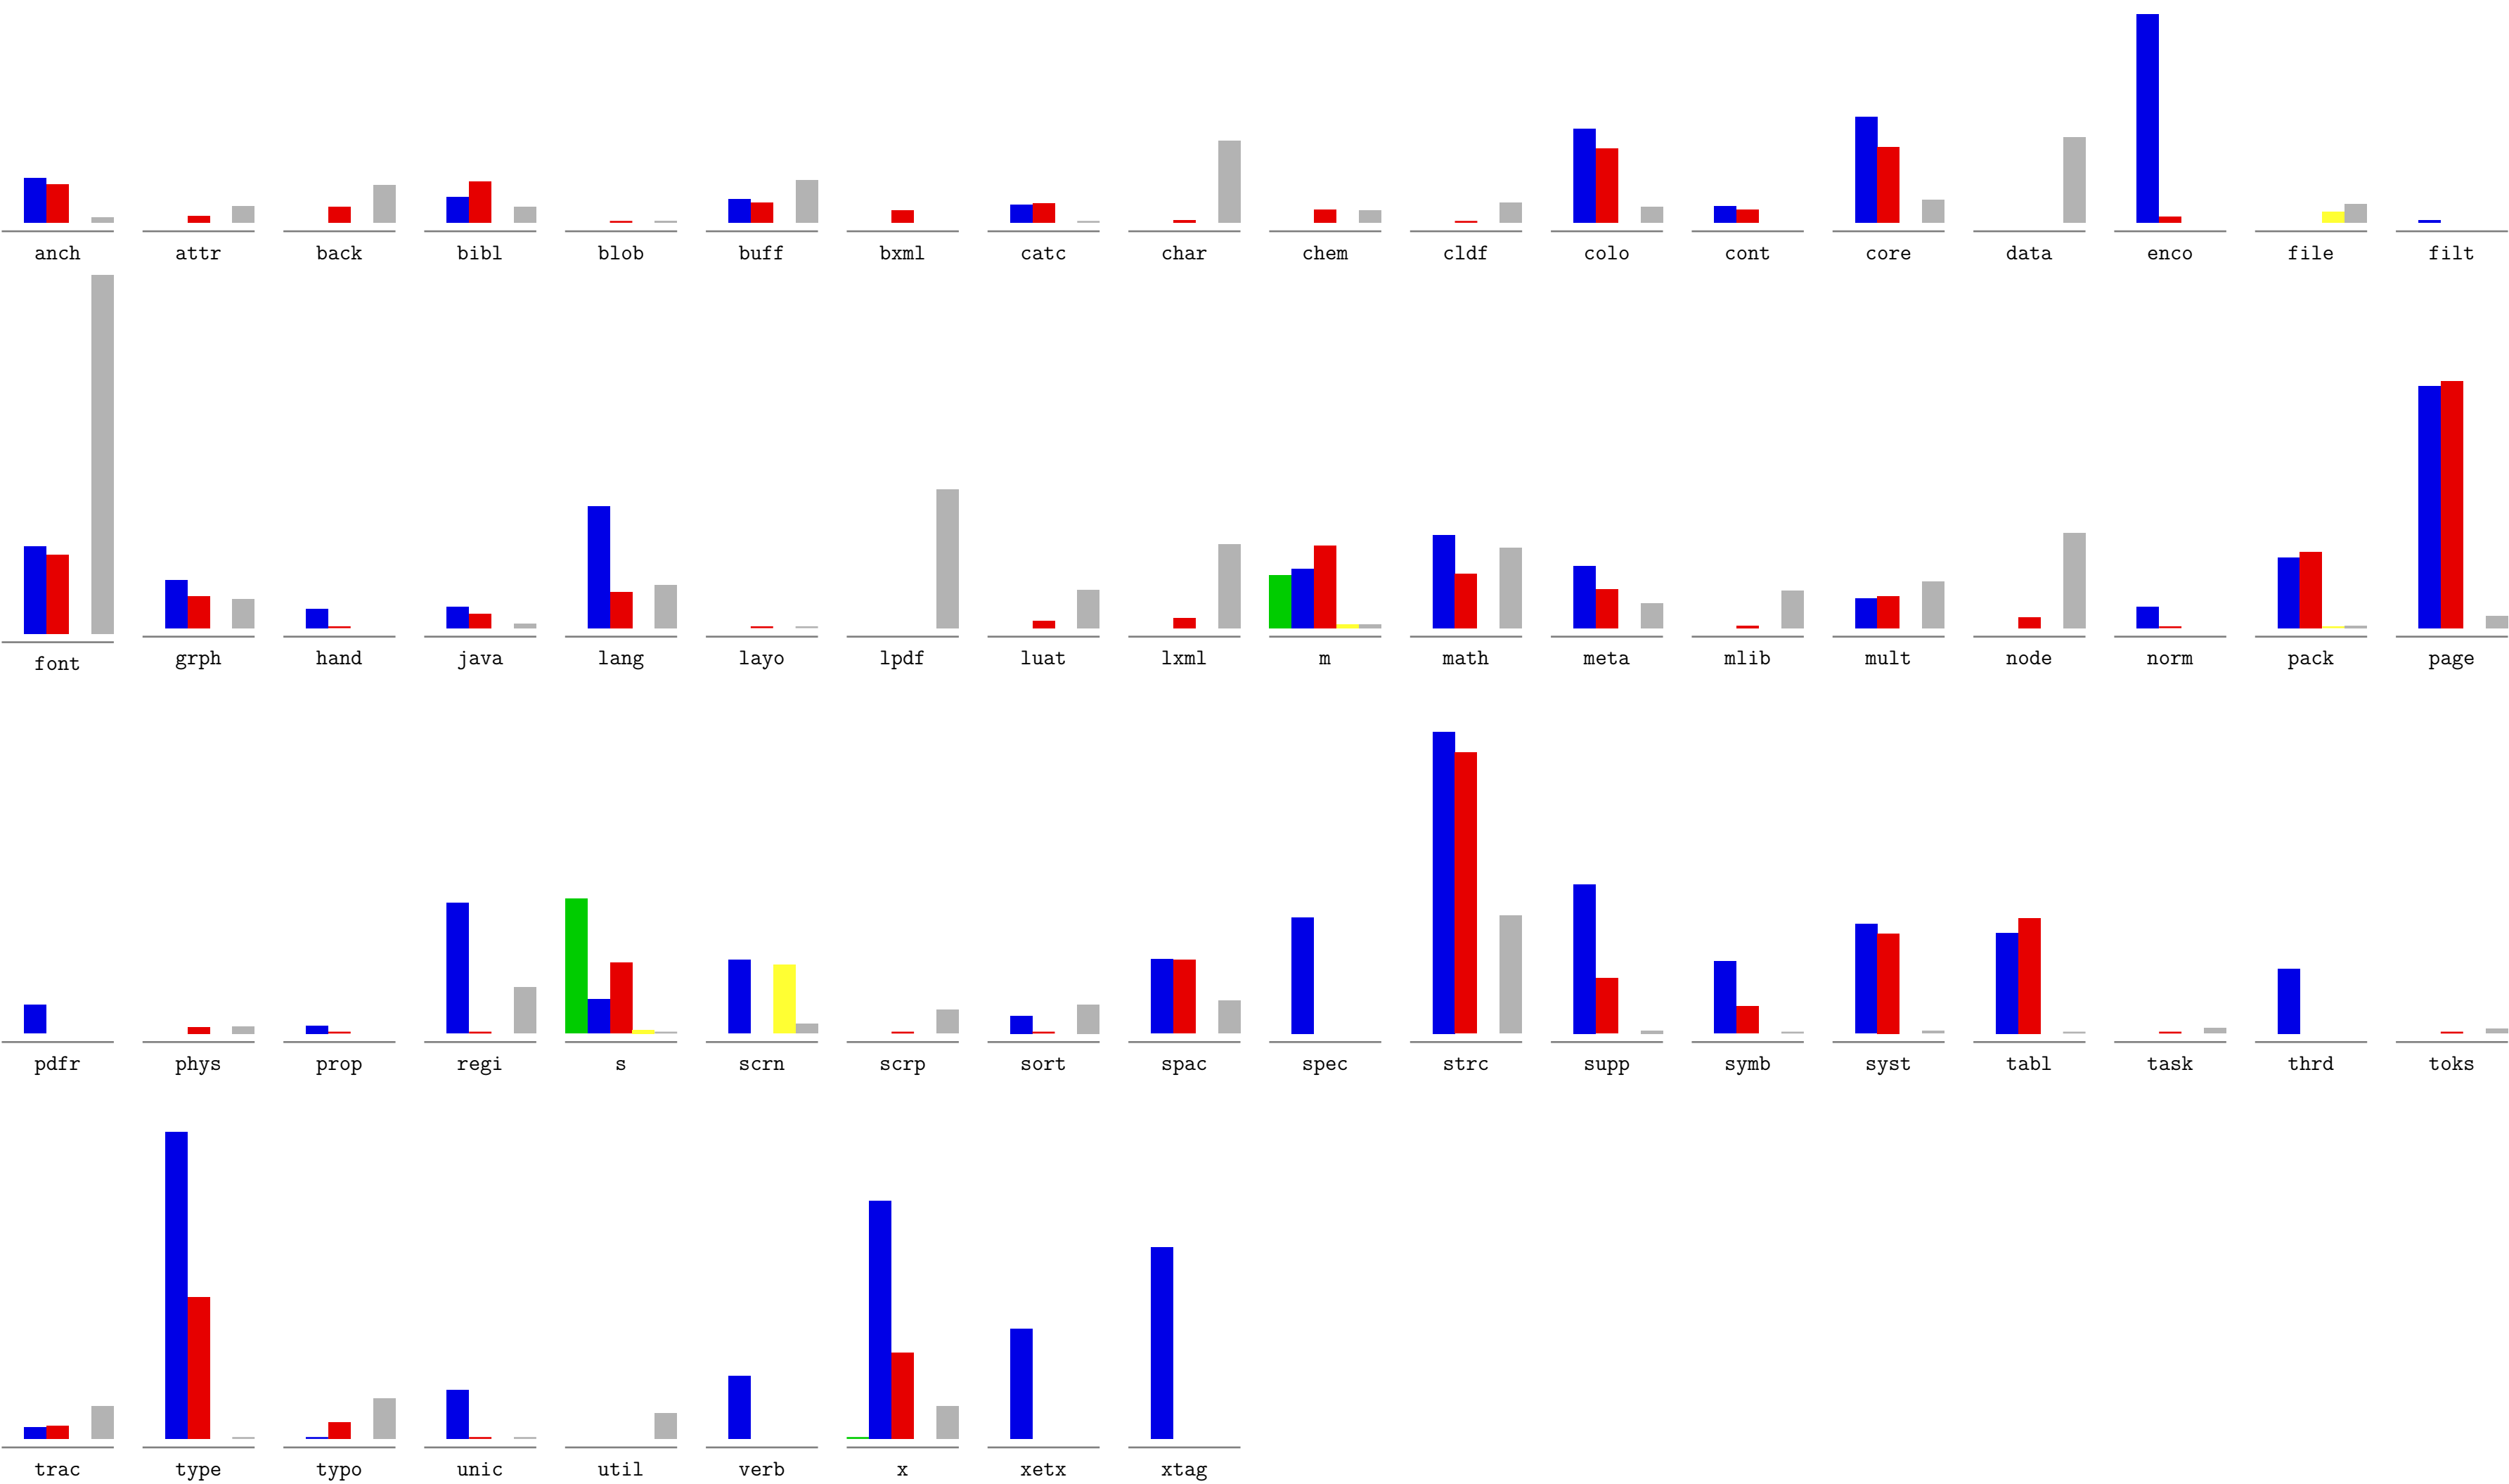 anch attr back bibl blob buff bxml catc char chem cldf colo cont core data enco file filt
font grph hand java lang layo lpdf luat lxml m math meta mlib mult node norm pack page
pdfr phys prop regi s scrn scrp sort spac spec strc supp symb syst tabl task thrd toks
trac type typo unic util verb x xetx xtag